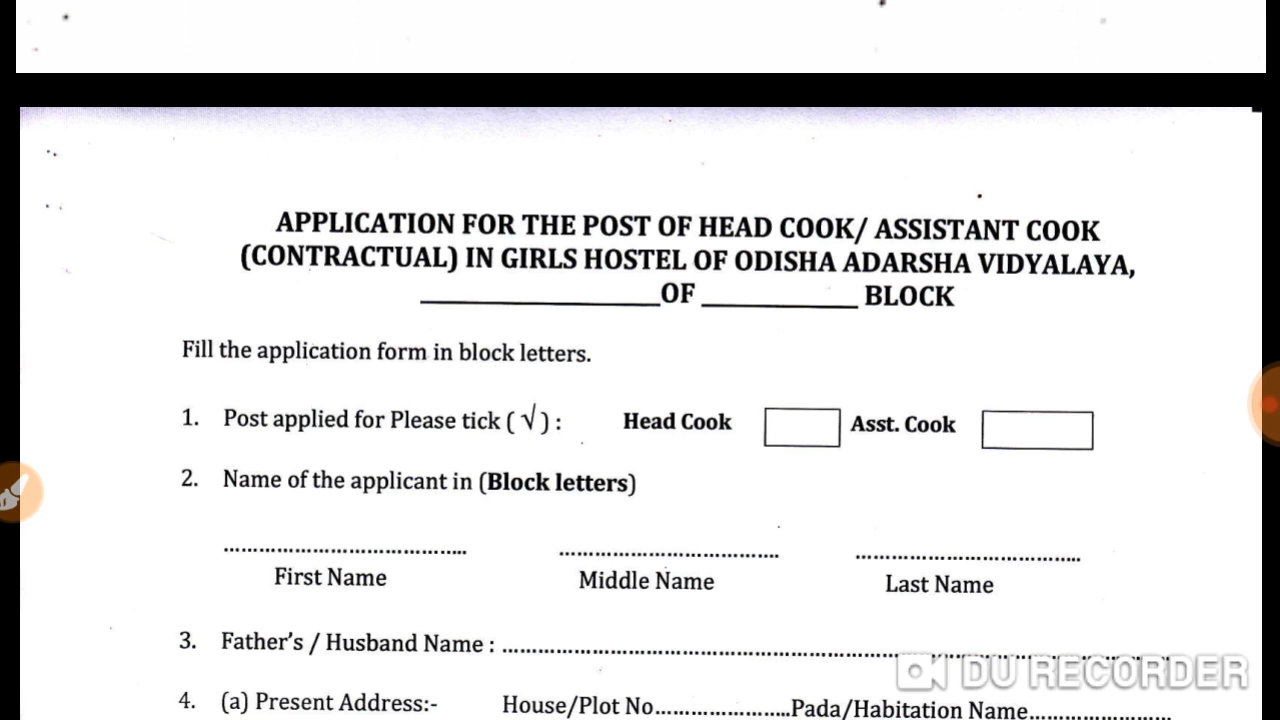 APPLICATION FOR THE POST OF HEAD COOK/ ASSISTANT COOK
(CONTRACTUAL) IN GIRLS HOSTEL OF ODISHA ADARSHA VIDYALAYA,
____________________OF _____________ BLOCK
Fill the application form in block letters.
1. Post applied for Please tick ( √ ) : Head Cook Asst. Cook
2. Name of the applicant in (Block letters)
.......................................... ...................................... .......................................
First Name Middle Name Last Name
3. Father's / Husband Name : ....................................................................................................................
4. (a) Present Address:- House/Plot No.......................Pada/Habitation Name........................
DU RECORDER